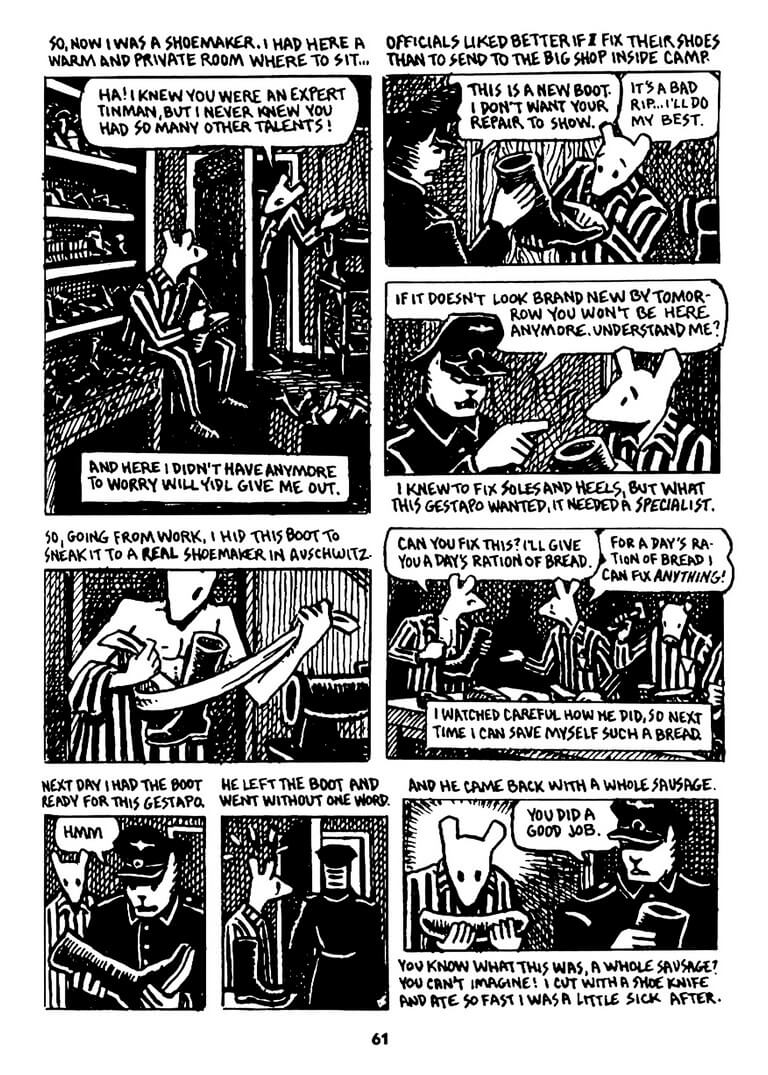 SO, NOW I WAS A SHOEMAKER. I HAD HERE A
WARM AND PRIVATE ROOM WHERE TO SIT...
HA! I KNEW YOU WERE AN EXPERT
TINMAN, BUT I NEVER KNEW YOU
HAD SO MANY OTHER TALENTS!
AND HERE I DIDN'T HAVE ANYMORE
TO WORRY WILL YIDL GIVE ME OUT.
OFFICIALS LIKED BETTER IF I FIX THEIR SHOES
THAN TO SEND TO THE BIG SHOP INSIDE CAMP.
THIS IS A NEW BOOT.
I DON'T WANT YOUR
REPAIR TO SHOW.
IT'S A BAD
RIP... I'LL DO
MY BEST.
IF IT DOESN'T LOOK BRAND NEW BY TOMOR-
ROW YOU WON'T BE HERE
ANYMORE. UNDERSTAND ME?
I KNEW TO FIX SOLES AND HEELS, BUT WHAT
THIS GESTAPO WANTED, IT NEEDED A SPECIALIST.
SO, GOING FROM WORK, I HID THIS BOOT TO
SNEAK IT TO A REAL SHOEMAKER IN AUSCHWITZ.
CAN YOU FIX THIS? I'LL GIVE
YOU A DAY'S RATION OF BREAD.
FOR A DAY'S RA-
TION OF BREAD I
CAN FIX ANYTHING!
I WATCHED CAREFUL HOW HE DID, SO NEXT
TIME I CAN SAVE MYSELF SUCH A BREAD.
NEXT DAY I HAD THE BOOT
READY FOR THIS GESTAPO.
HMM
HE LEFT THE BOOT AND
WENT WITHOUT ONE WORD.
AND HE CAME BACK WITH A WHOLE SAUSAGE.
YOU DID A
GOOD JOB.
YOU KNOW WHAT THIS WAS, A WHOLE SAUSAGE?
YOU CAN'T IMAGINE! I CUT WITH A SHOE KNIFE
AND ATE SO FAST I WAS A LITTLE SICK AFTER.
61